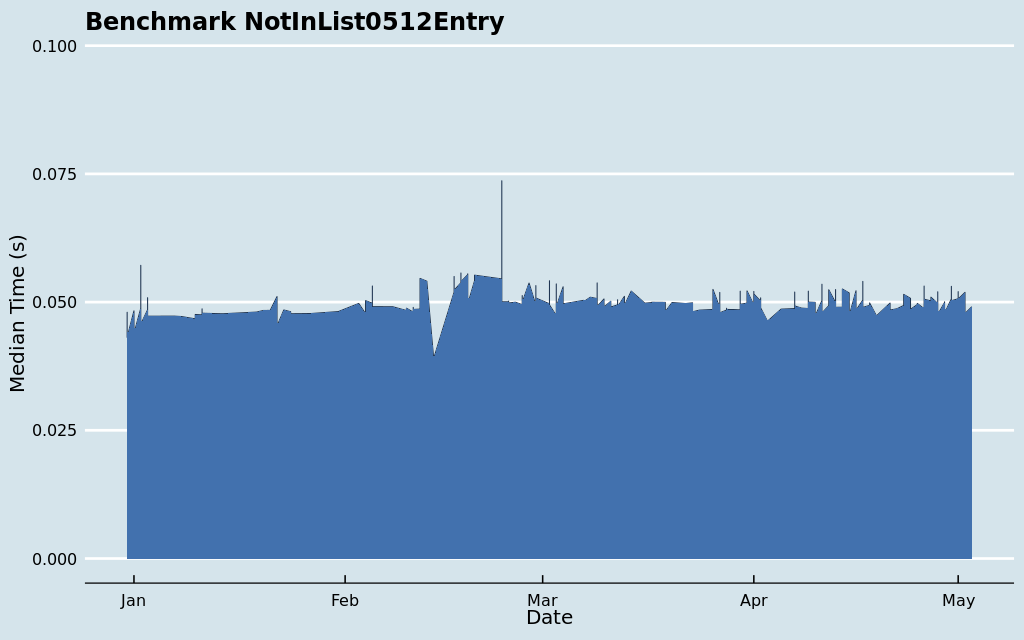 Benchmark NotInList0512Entry
0.100
0.075
0.050
0.025
0.000
Median Time (s)
Jan Feb Mar Apr May
Date